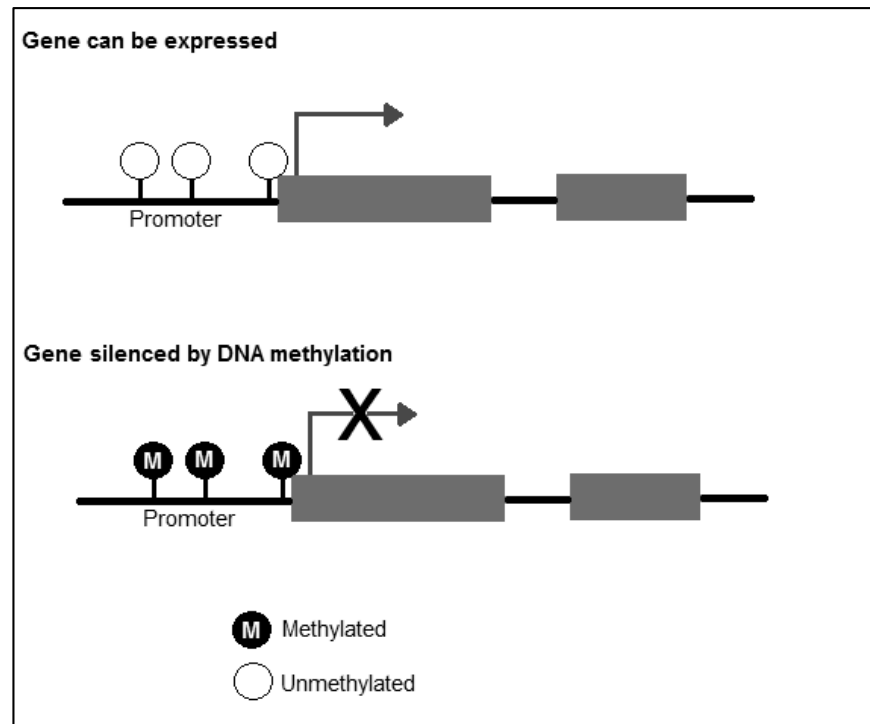 Gene can be expressed
Promoter
Gene silenced by DNA methylation
X
M M M
Promoter
M Methylated
Unmethylated